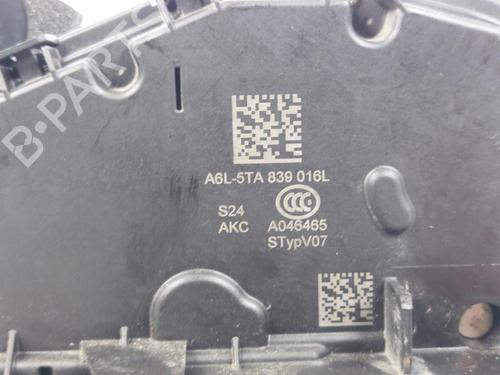 B-PARTS
A6L-5TA 839 016L
S24
CCC
AKC A046465
STypV07